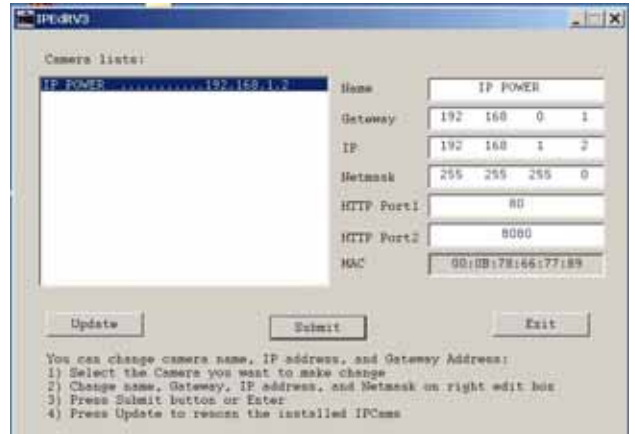 IPEditV3
Camera lists:
IP POWER ............192.168.1.2
Name IP POWER
Gateway 192 168 0 1
IP 192 168 1 2
Netmask 255 255 255 0
HTTP Port1 80
HTTP Port2 8080
MAC 00:0B:78:66:77:89
Update Submit Exit
You can change camera name, IP address, and Gateway Address:
1) Select the Camera you want to make change
2) Change name, Gateway, IP address, and Netmask on right edit box
3) Press Submit button or Enter
4) Press Update to rescan the installed IPCams